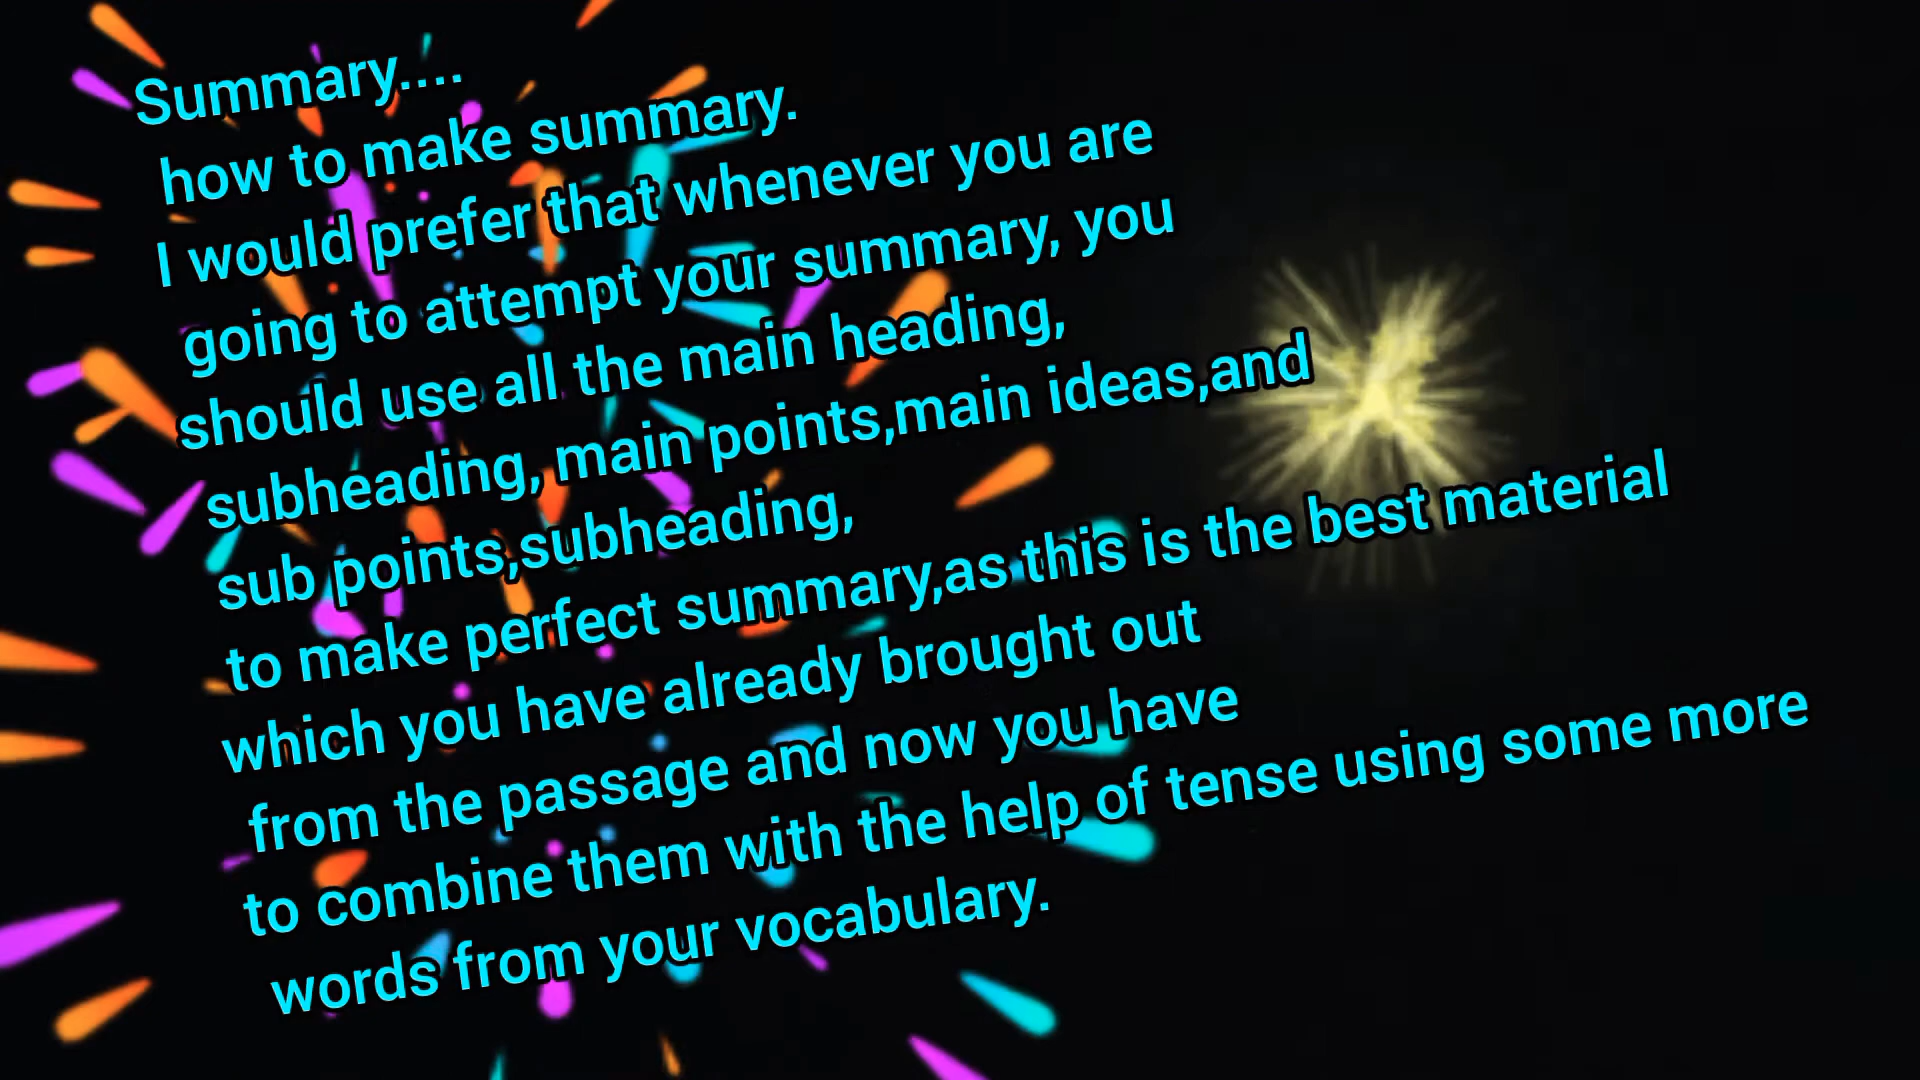 Summary....
how to make summary.
I would prefer that whenever you are
going to attempt your summary, you
should use all the main heading,
subheading, main points,main ideas,and
sub points,subheading,
to make perfect summary,as this is the best material
which you have already brought out
from the passage and now you have
to combine them with the help of tense using some more
words from your vocabulary.